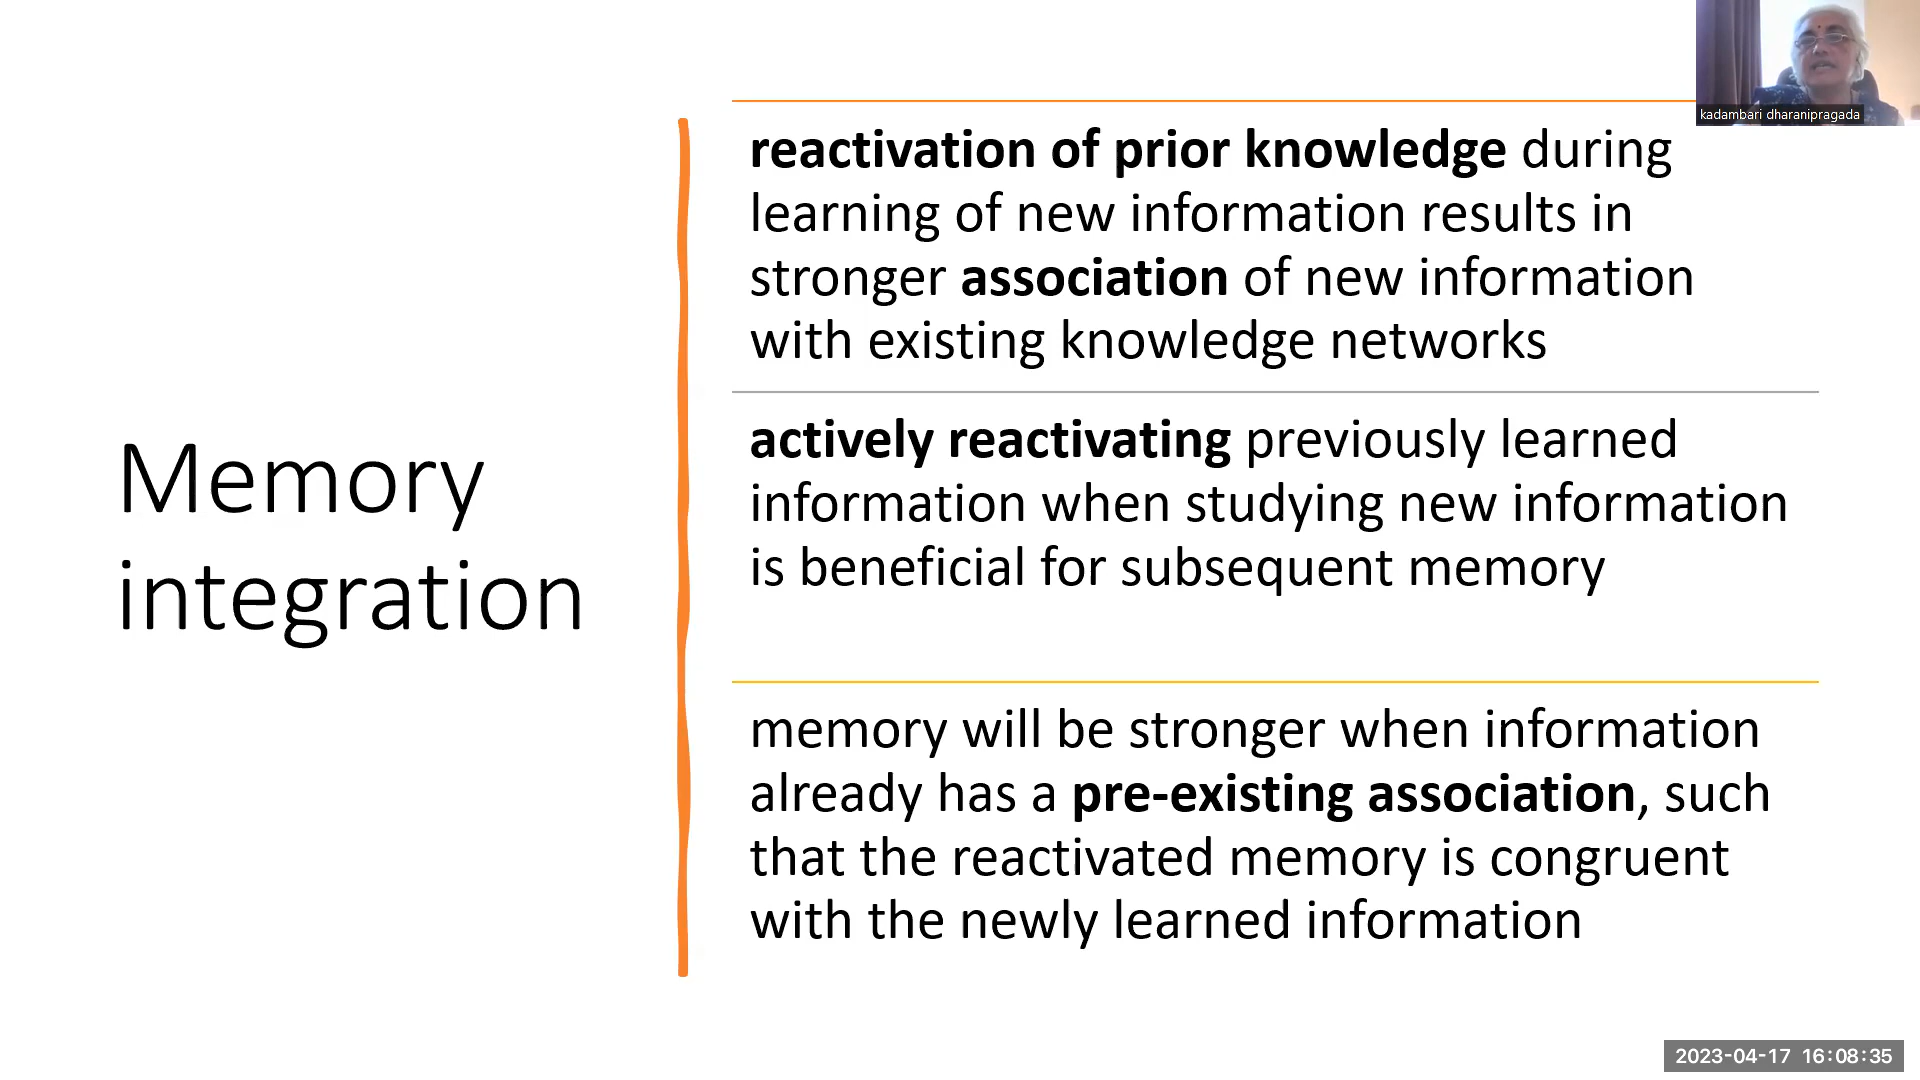 kadambari dharanipragada
Memory
integration
reactivation of prior knowledge during
learning of new information results in
stronger association of new information
with existing knowledge networks
actively reactivating previously learned
information when studying new information
is beneficial for subsequent memory
memory will be stronger when information
already has a pre-existing association, such
that the reactivated memory is congruent
with the newly learned information
2023-04-17 16:08:35